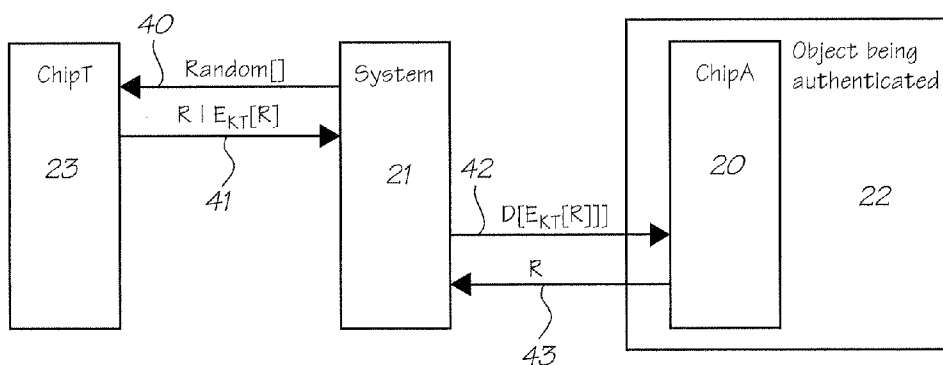 40
ChipT
Random[]
System
ChipA
Object being
authenticated
R | E_KT[R]
23
41
21
42
20
22
D[E_KT[R]]]
R
43